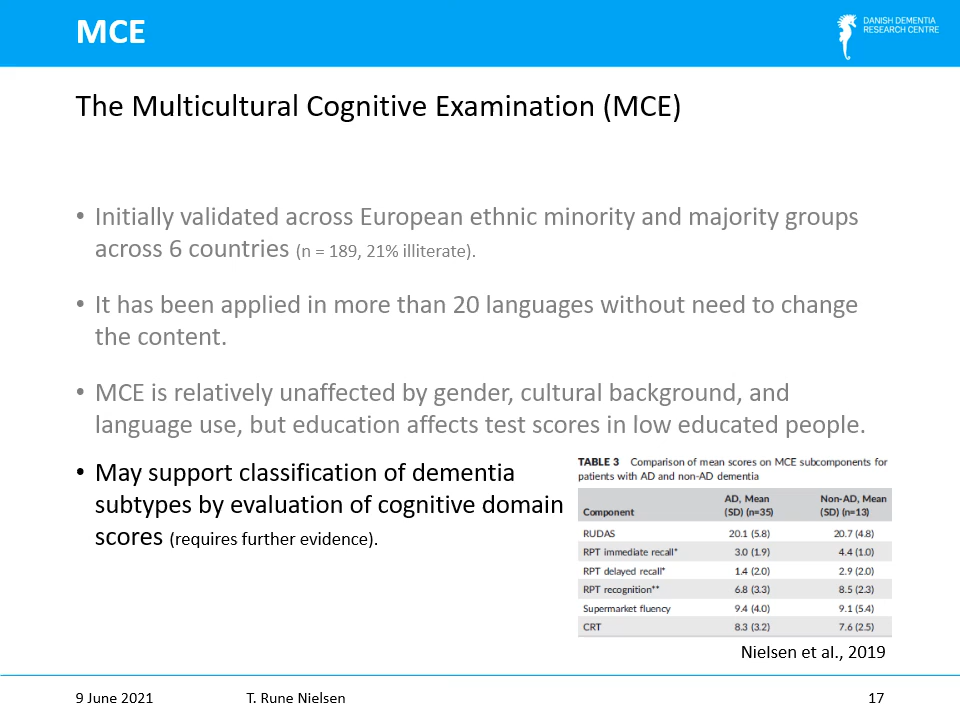 MCE
DANISH DEMENTIA
RESEARCH CENTRE
The Multicultural Cognitive Examination (MCE)
• Initially validated across European ethnic minority and majority groups
across 6 countries (n = 189, 21% illiterate).
• It has been applied in more than 20 languages without need to change
the content.
• MCE is relatively unaffected by gender, cultural background, and
language use, but education affects test scores in low educated people.
• May support classification of dementia
subtypes by evaluation of cognitive domain
scores (requires further evidence).
TABLE 3 Comparison of mean scores on MCE subcomponents for
patients with AD and non-AD dementia
Component AD, Mean (SD) (n=35) Non-AD, Mean (SD) (n=13)
RUDAS 20.1 (5.8) 20.7 (4.8)
RPT immediate recall* 3.0 (1.9) 4.4 (1.0)
RPT delayed recall* 1.4 (2.0) 2.9 (2.0)
RPT recognition** 6.8 (3.3) 8.5 (2.3)
Supermarket fluency 9.4 (4.0) 9.1 (5.4)
CRT 8.3 (3.2) 7.6 (2.5)
Nielsen et al., 2019
9 June 2021 T. Rune Nielsen 17